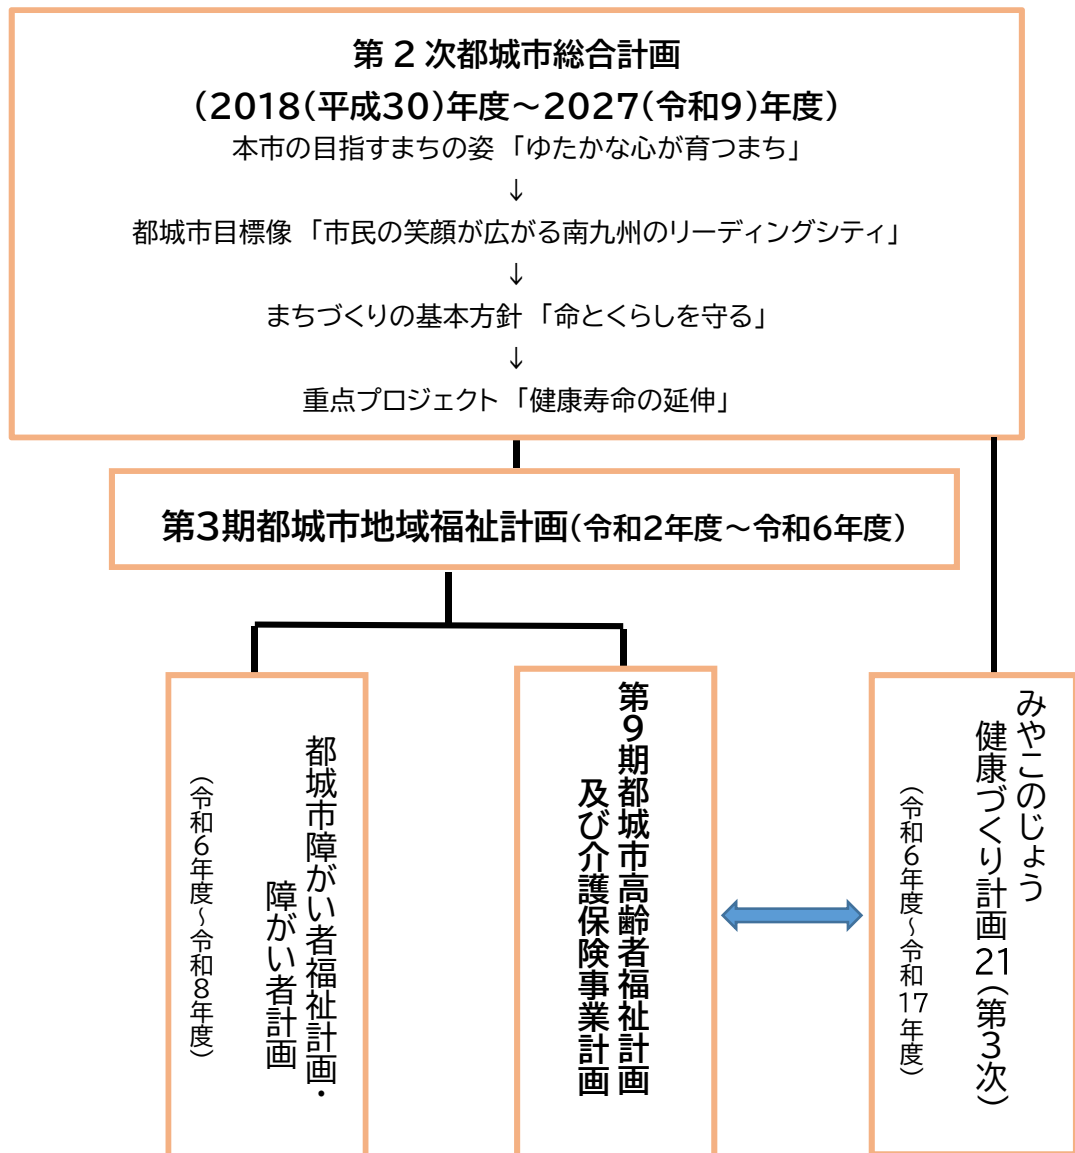 第2次都城市総合計画
(2018(平成30)年度~2027(令和9)年度)
本市の目指すまちの姿 「ゆたかな心が育つまち」
↓
都城市目標像 「市民の笑顔が広がる南九州のリーディングシティ」
↓
まちづくりの基本方針 「命とくらしを守る」
↓
重点プロジェクト 「健康寿命の延伸」
第3期都城市地域福祉計画(令和2年度~令和6年度)
都城市障がい者福祉計画・
障がい者計画
(令和6年度~令和8年度)
第9期都城市高齢者福祉計画
及び介護保険事業計画
みやこのじょう
健康づくり計画21(第3次)
(令和6年度~令和17年度)